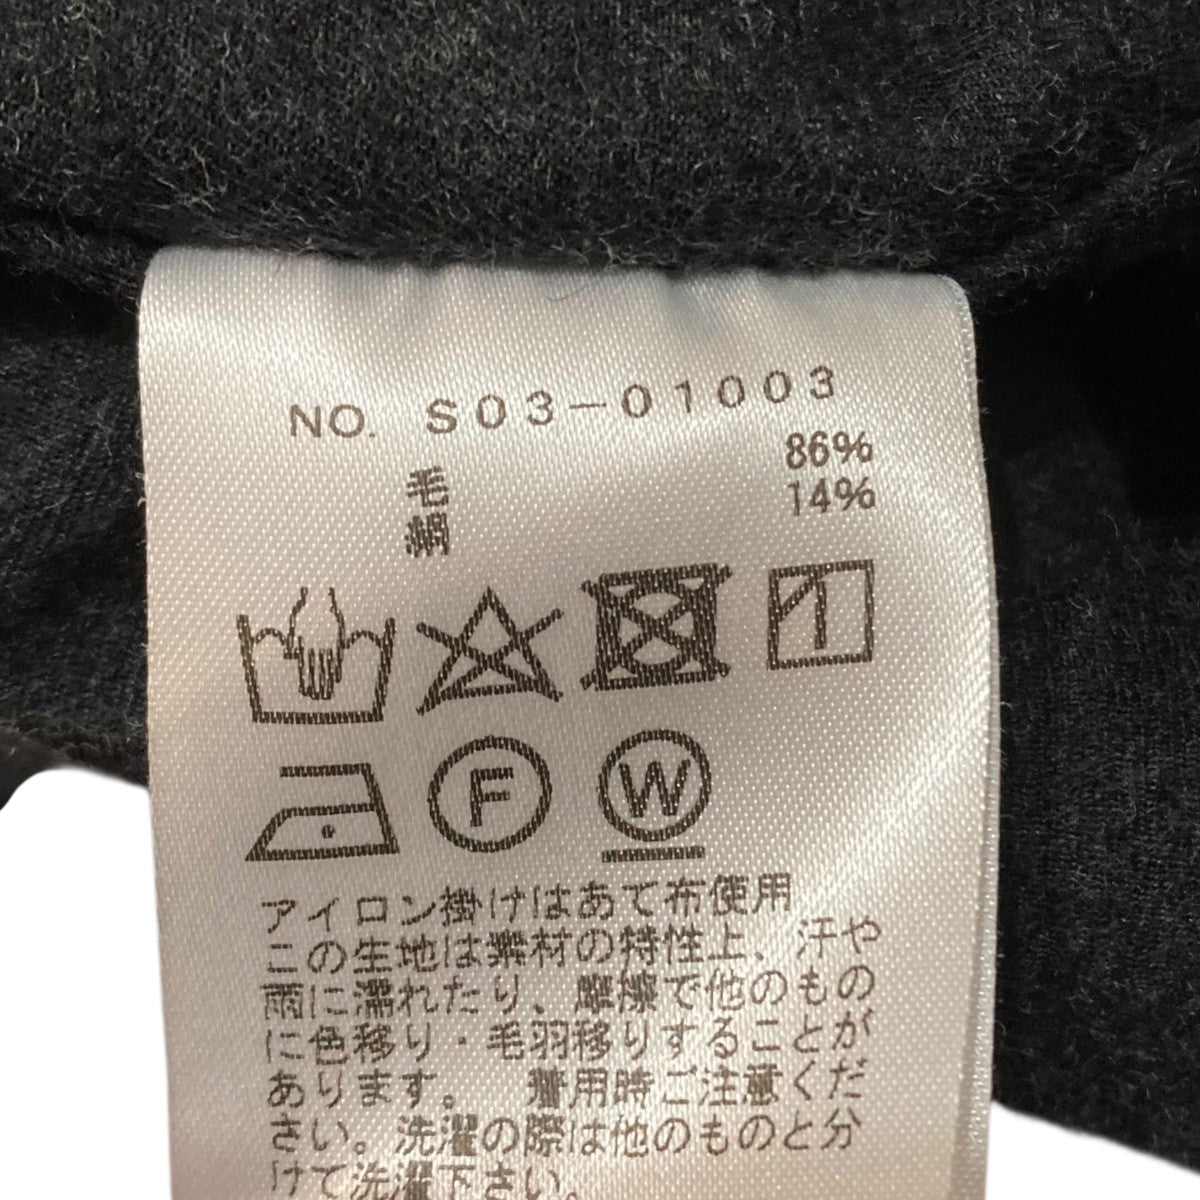 NO. S03-01003
毛 86%
絹 14%
F W
アイロン掛けはあて布使用
この生地は素材の特性上、汗や
雨に濡れたり、摩擦で他のもの
に色移り・毛羽移りすることが
あります。 着用時ご注意くだ
さい。洗濯の際は他のものと分
けて洗濯下さい。